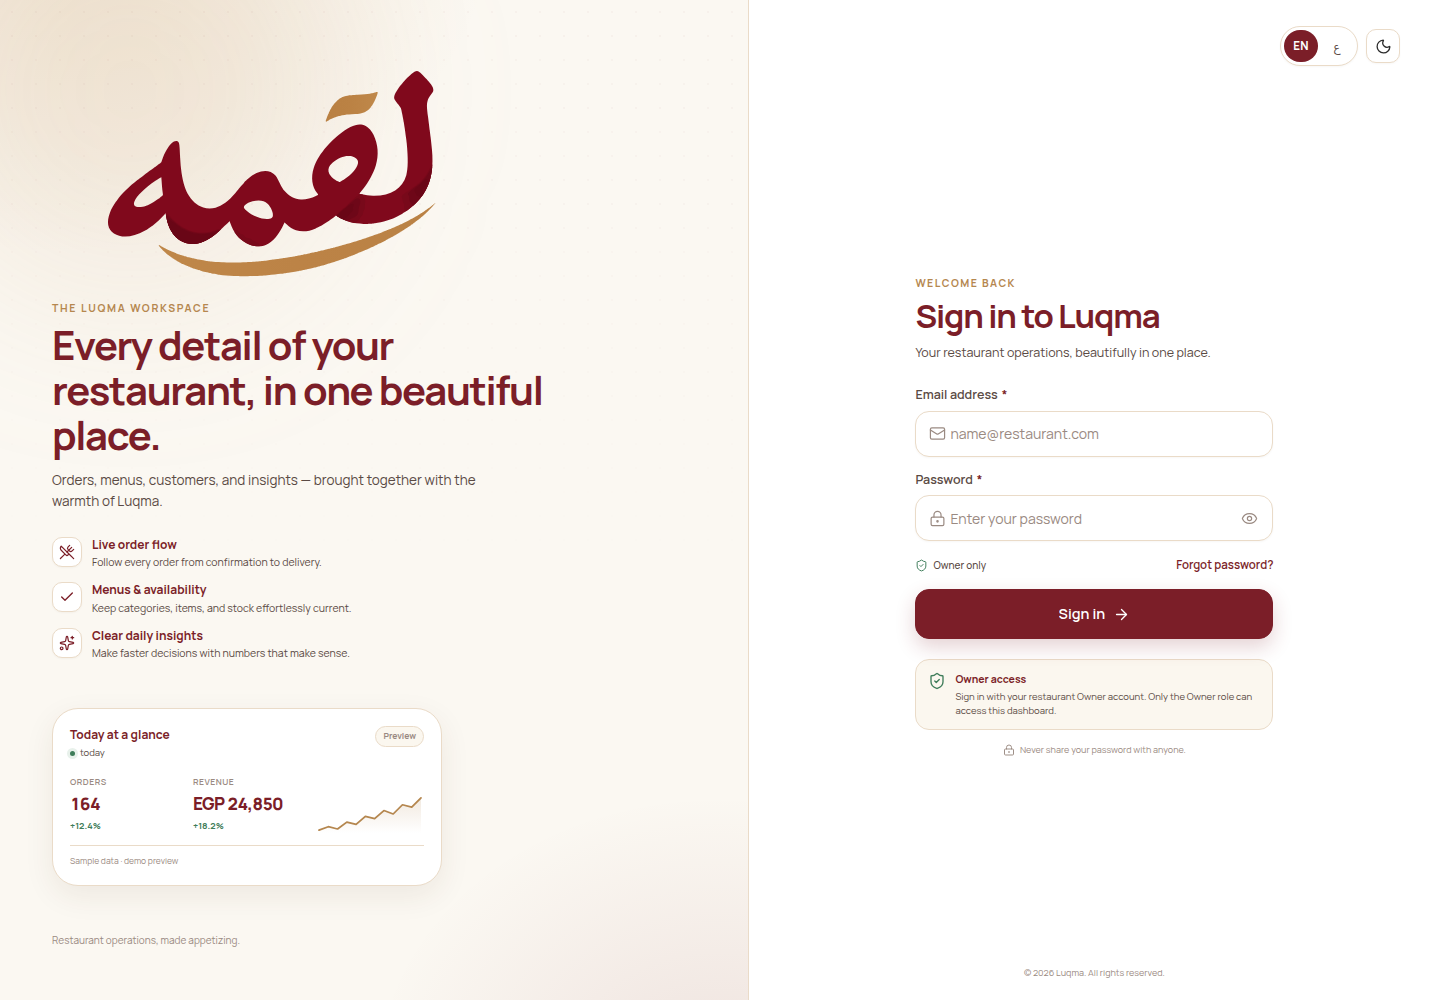 لقمه
THE LUQMA WORKSPACE
Every detail of your
restaurant, in one beautiful
place.
Orders, menus, customers, and insights — brought together with the
warmth of Luqma.
Live order flow
Follow every order from confirmation to delivery.
Menus & availability
Keep categories, items, and stock effortlessly current.
Clear daily insights
Make faster decisions with numbers that make sense.
Today at a glance
Preview
today
ORDERS
REVENUE
164
EGP 24,850
+12.4%
+18.2%
Sample data · demo preview
Restaurant operations, made appetizing.
EN
ع
WELCOME BACK
Sign in to Luqma
Your restaurant operations, beautifully in one place.
Email address *
name@restaurant.com
Password *
Enter your password
Owner only
Forgot password?
Sign in
Owner access
Sign in with your restaurant Owner account. Only the Owner role can
access this dashboard.
Never share your password with anyone.
© 2026 Luqma. All rights reserved.